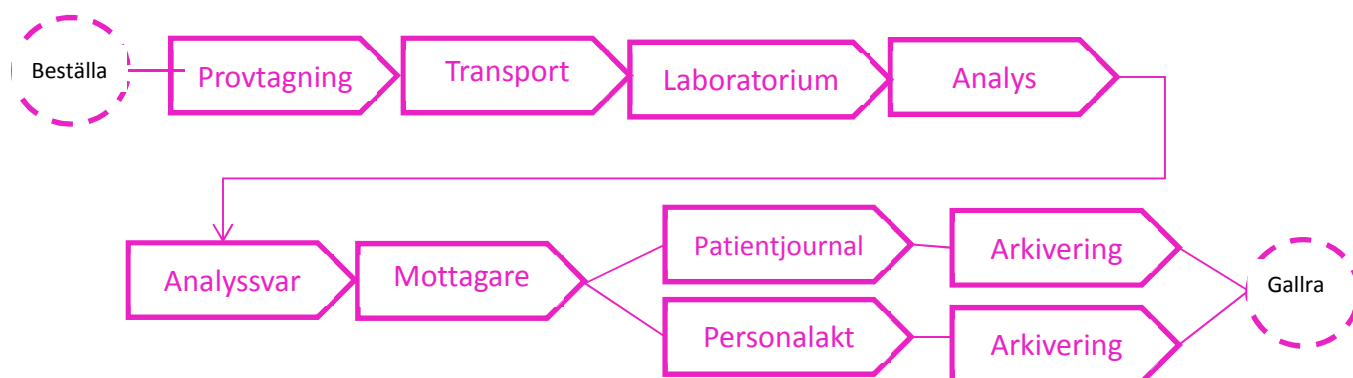 Beställa
Provtagning
Transport
Laboratorium
Analys
Analyssvar
Mottagare
Patientjournal
Arkivering
Personalakt
Arkivering
Gallra